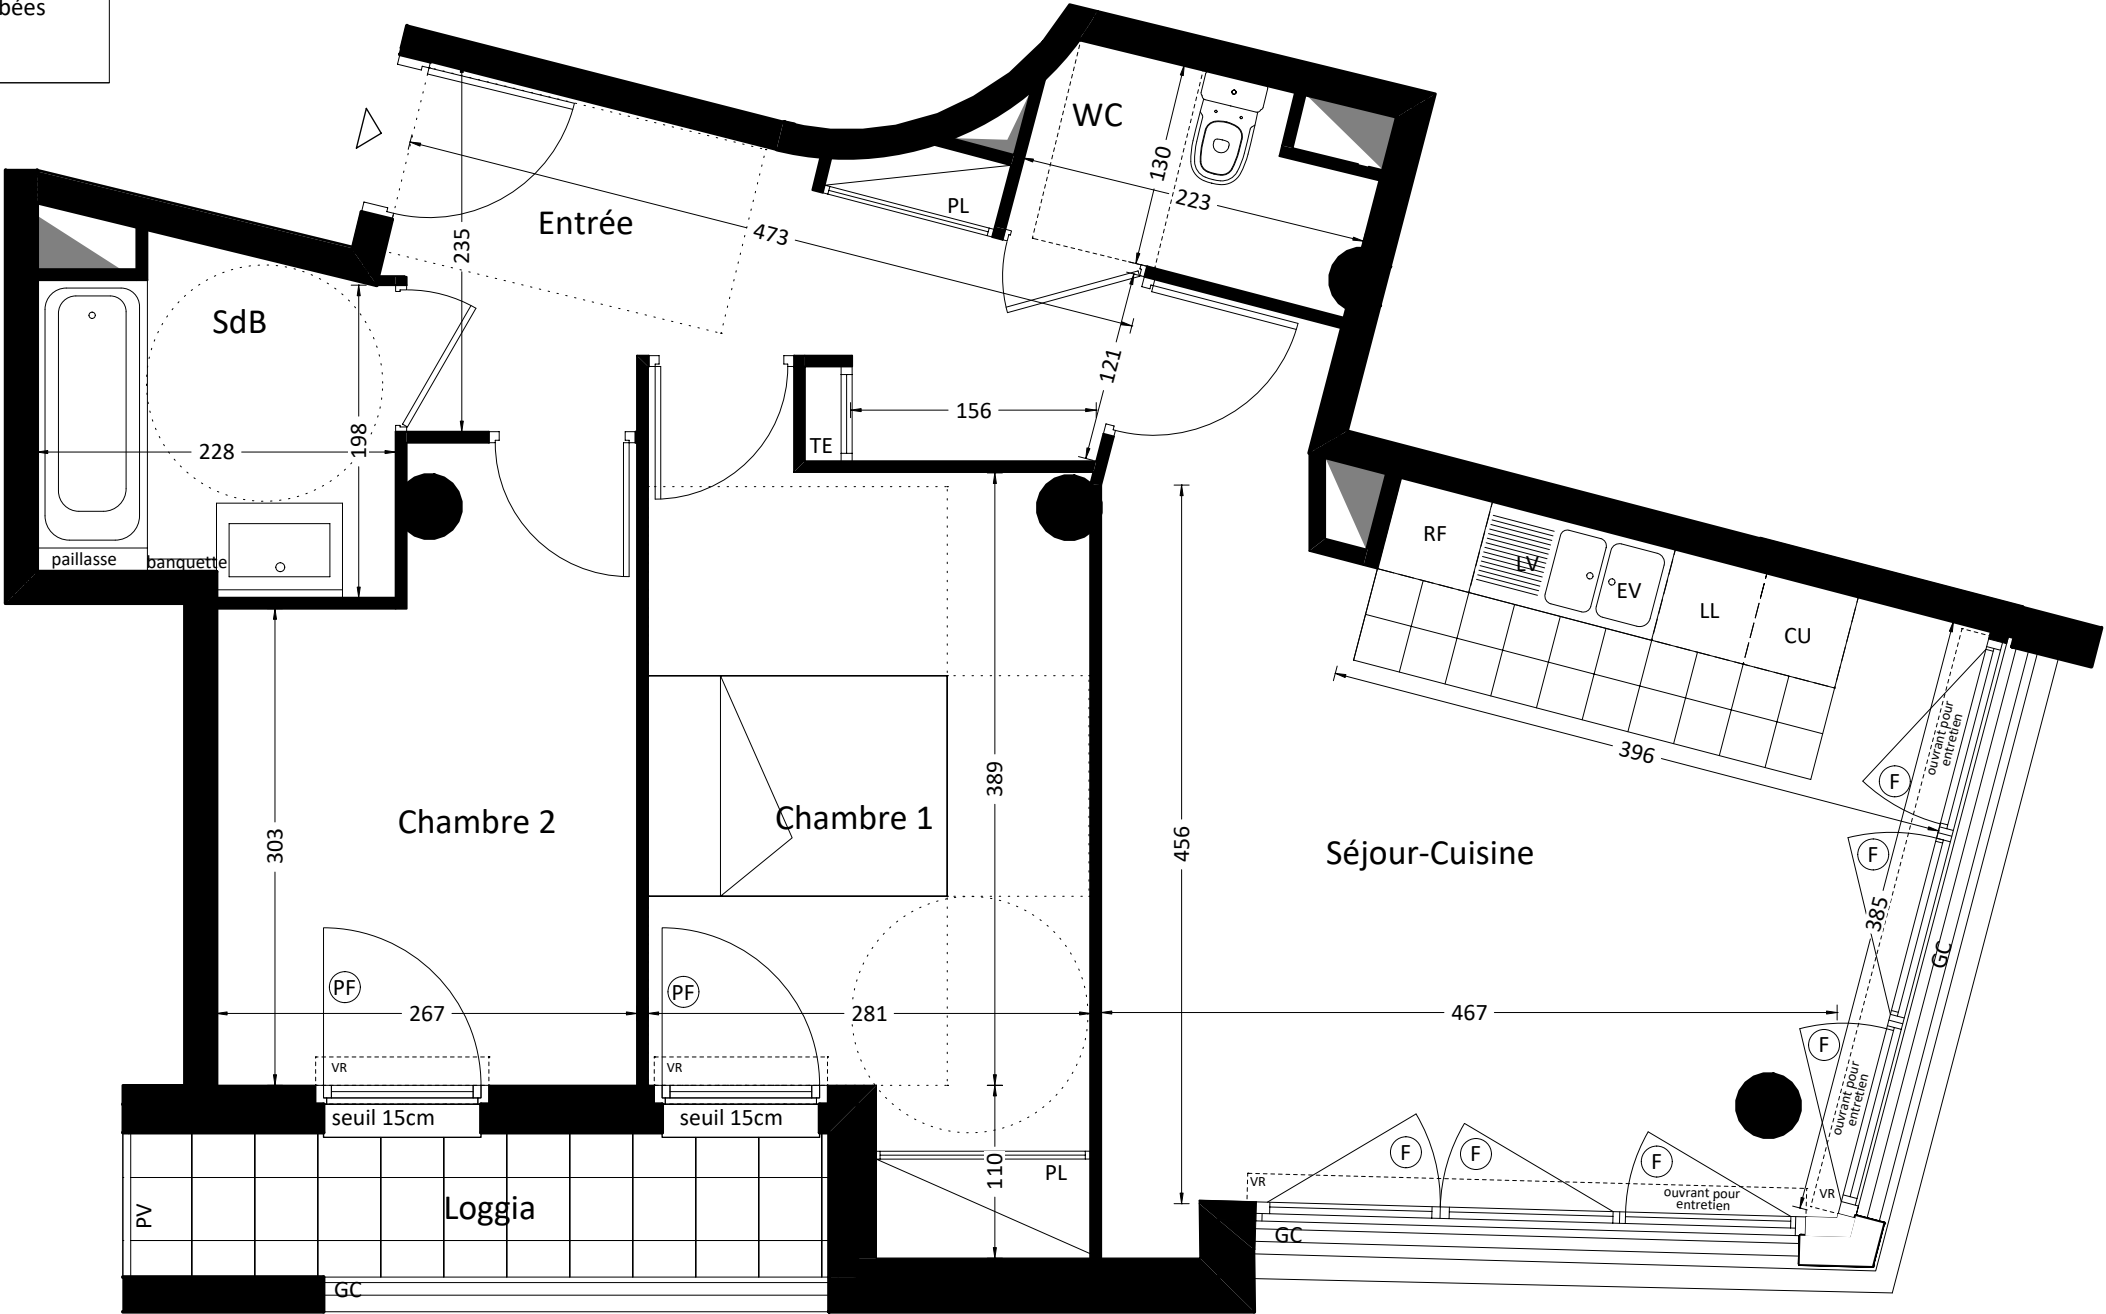 bées
WC
130
223
PL
Entrée
473
235
SdB
121
156
198
228
TE
paillasse
banquette
RF
LV
EV
LL
CU
396
ouvrant pour
entretien
F
F
385
GC
389
303
Chambre 2
Chambre 1
456
Séjour-Cuisine
PF
PF
267
281
467
F
ouvrant pour
entretien
VR
VR
seuil 15cm
seuil 15cm
F
F
F
110
PL
VR
ouvrant pour
entretien
VR
PV
Loggia
GC
GC